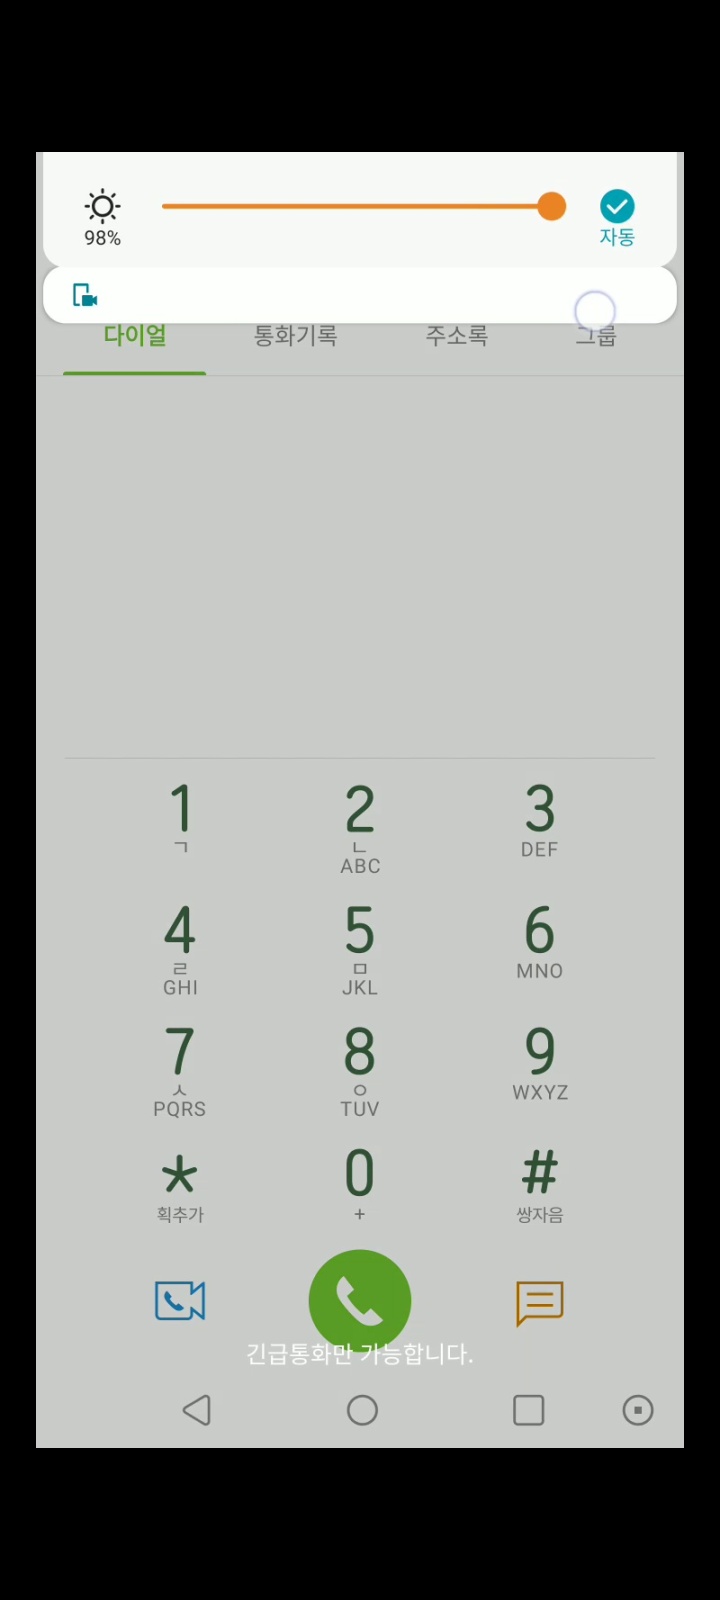 98%
자동
다이얼 통화기록 주소록 그룹
1 2 3
ㄱ ㄴ DEF
ABC
4 5 6
ㄹ ㅁ MNO
GHI JKL
7 8 9
ㅅ ㅇ WXYZ
PQRS TUV
* 0 #
획추가 + 쌍자음
긴급통화만 가능합니다.